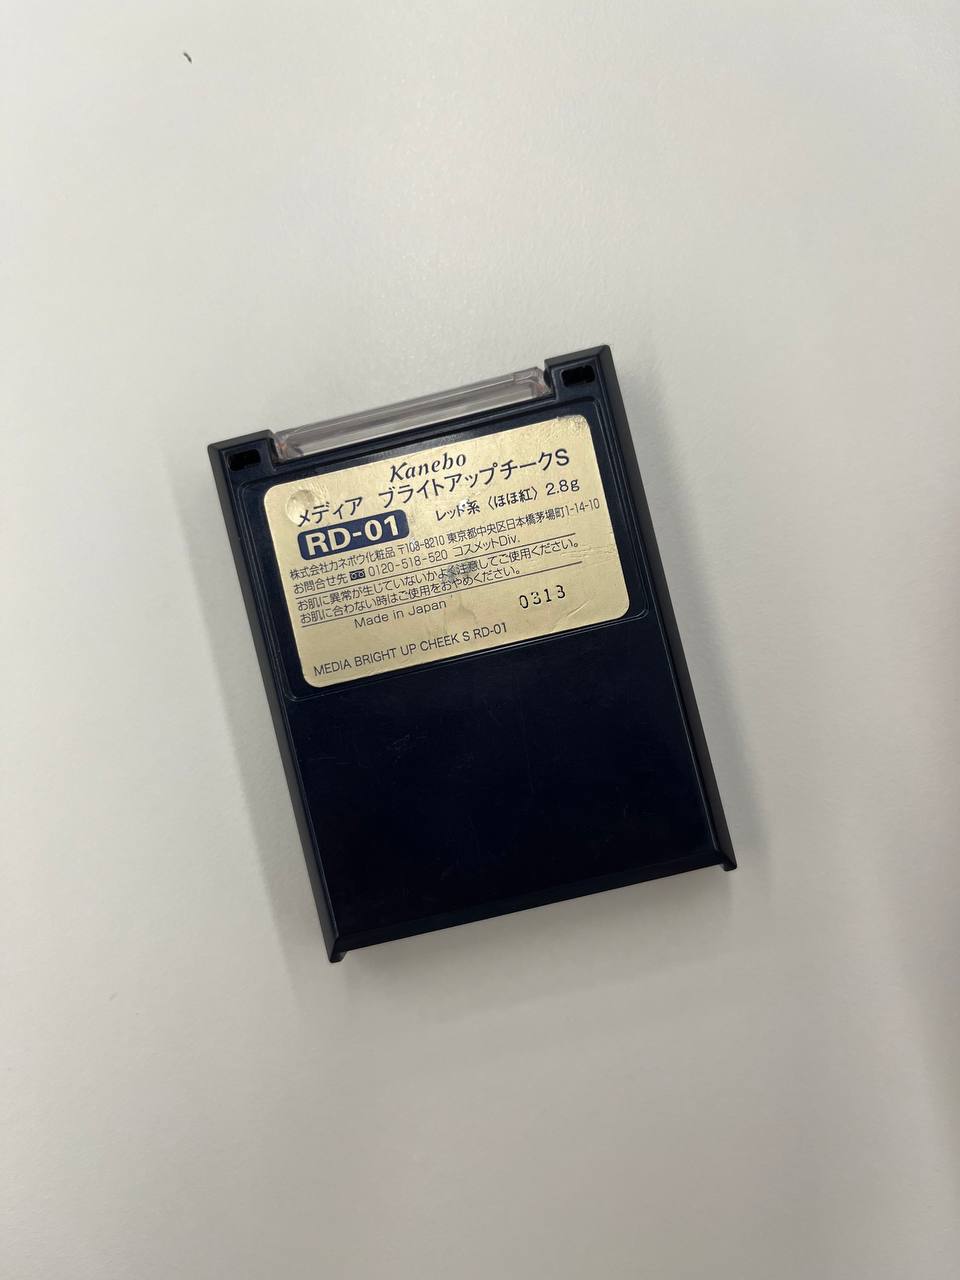 Kanebo
メディア ブライトアップチークS
RD-01 レッド系〈ほほ紅〉2.8g
株式会社カネボウ化粧品 〒103-8210 東京都中央区日本橋茅場町1-14-10
お問合せ先 0120-518-520 コスメットDiv.
お肌に異常が生じていないかよく注意してご使用ください。
お肌に合わない時はご使用をおやめください。
Made in Japan 0313
MEDIA BRIGHT UP CHEEK S RD-01